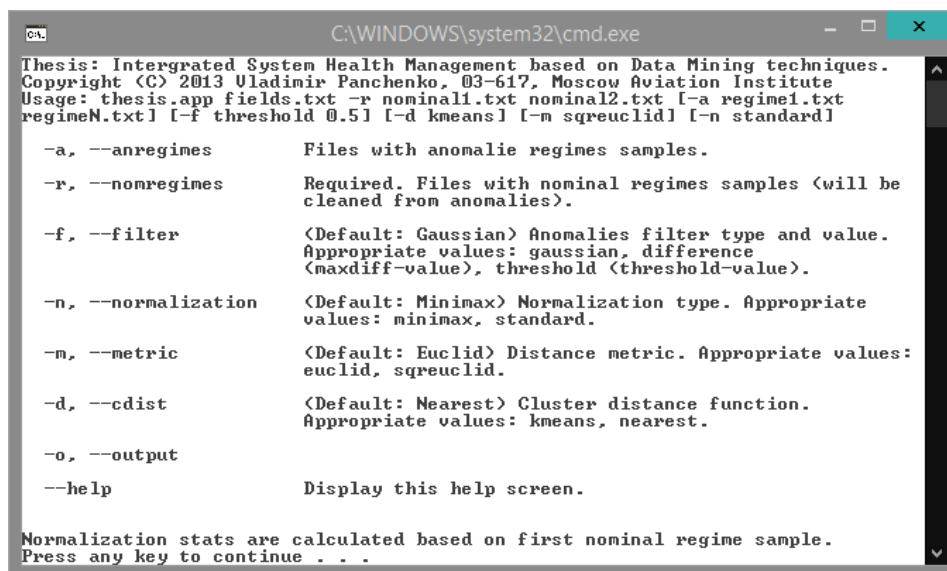 C:\WINDOWS\system32\cmd.exe
Thesis: Intergrated System Health Management based on Data Mining techniques.
Copyright (C) 2013 Vladimir Panchenko, 03-617, Moscow Aviation Institute
Usage: thesis.app fields.txt -r nominal1.txt nominal2.txt [-a regime1.txt
regimeN.txt] [-f threshold 0.5] [-d kmeans] [-m sqreuclid] [-n standard]
-a, --anregimes Files with anomalie regimes samples.
-r, --nomregimes Required. Files with nominal regimes samples (will be
cleaned from anomalies).
-f, --filter (Default: Gaussian) Anomalies filter type and value.
Appropriate values: gaussian, difference
(maxdiff-value), threshold (threshold-value).
-n, --normalization (Default: Minimax) Normalization type. Appropriate
values: minimax, standard.
-m, --metric (Default: Euclid) Distance metric. Appropriate values:
euclid, sqreuclid.
-d, --cdist (Default: Nearest) Cluster distance function.
Appropriate values: kmeans, nearest.
-o, --output
--help Display this help screen.
Normalization stats are calculated based on first nominal regime sample.
Press any key to continue . . .